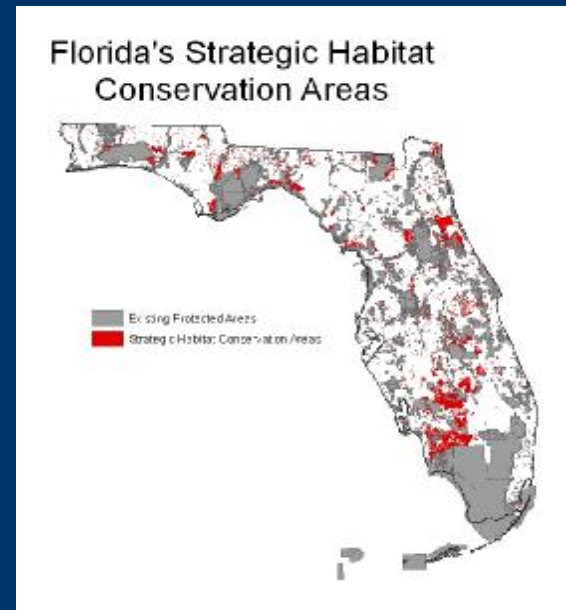 Florida's Strategic Habitat
Conservation Areas
Existing Protected Areas
Strategic Habitat Conservation Areas